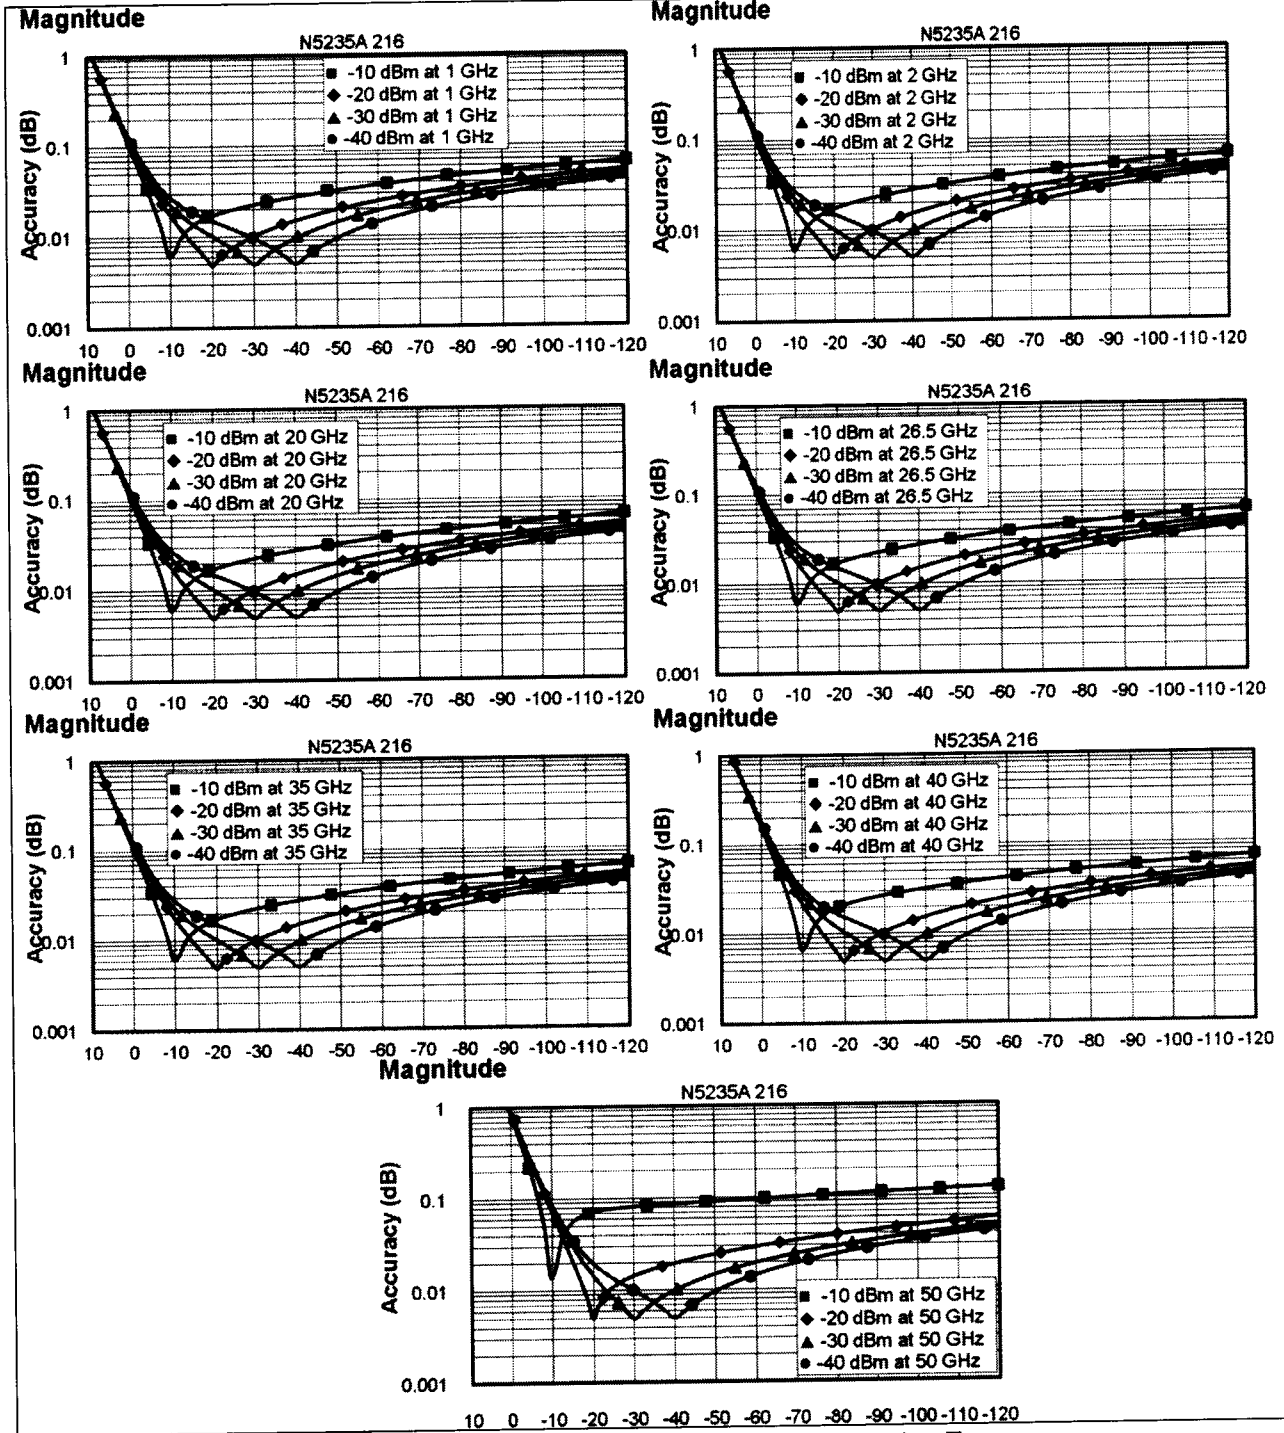 Magnitude
N5235A 216
-10 dBm at 1 GHz
-20 dBm at 1 GHz
-30 dBm at 1 GHz
-40 dBm at 1 GHz
Accuracy (dB)
1
0.1
0.01
0.001
10 0 -10 -20 -30 -40 -50 -60 -70 -80 -90 -100 -110 -120
Magnitude
N5235A 216
-10 dBm at 2 GHz
-20 dBm at 2 GHz
-30 dBm at 2 GHz
-40 dBm at 2 GHz
Accuracy (dB)
1
0.1
0.01
0.001
10 0 -10 -20 -30 -40 -50 -60 -70 -80 -90 -100 -110 -120
Magnitude
N5235A 216
-10 dBm at 20 GHz
-20 dBm at 20 GHz
-30 dBm at 20 GHz
-40 dBm at 20 GHz
Accuracy (dB)
1
0.1
0.01
0.001
10 0 -10 -20 -30 -40 -50 -60 -70 -80 -90 -100 -110 -120
Magnitude
N5235A 216
-10 dBm at 26.5 GHz
-20 dBm at 26.5 GHz
-30 dBm at 26.5 GHz
-40 dBm at 26.5 GHz
Accuracy (dB)
1
0.1
0.01
0.001
10 0 -10 -20 -30 -40 -50 -60 -70 -80 -90 -100 -110 -120
Magnitude
N5235A 216
-10 dBm at 35 GHz
-20 dBm at 35 GHz
-30 dBm at 35 GHz
-40 dBm at 35 GHz
Accuracy (dB)
1
0.1
0.01
0.001
10 0 -10 -20 -30 -40 -50 -60 -70 -80 -90 -100 -110 -120
Magnitude
N5235A 216
-10 dBm at 40 GHz
-20 dBm at 40 GHz
-30 dBm at 40 GHz
-40 dBm at 40 GHz
Accuracy (dB)
1
0.1
0.01
0.001
10 0 -10 -20 -30 -40 -50 -60 -70 -80 -90 -100 -110 -120
Magnitude
N5235A 216
Accuracy (dB)
1
0.1
0.01
0.001
-10 dBm at 50 GHz
-20 dBm at 50 GHz
-30 dBm at 50 GHz
-40 dBm at 50 GHz
10 0 -10 -20 -30 -40 -50 -60 -70 -80 -90 -100 -110 -120